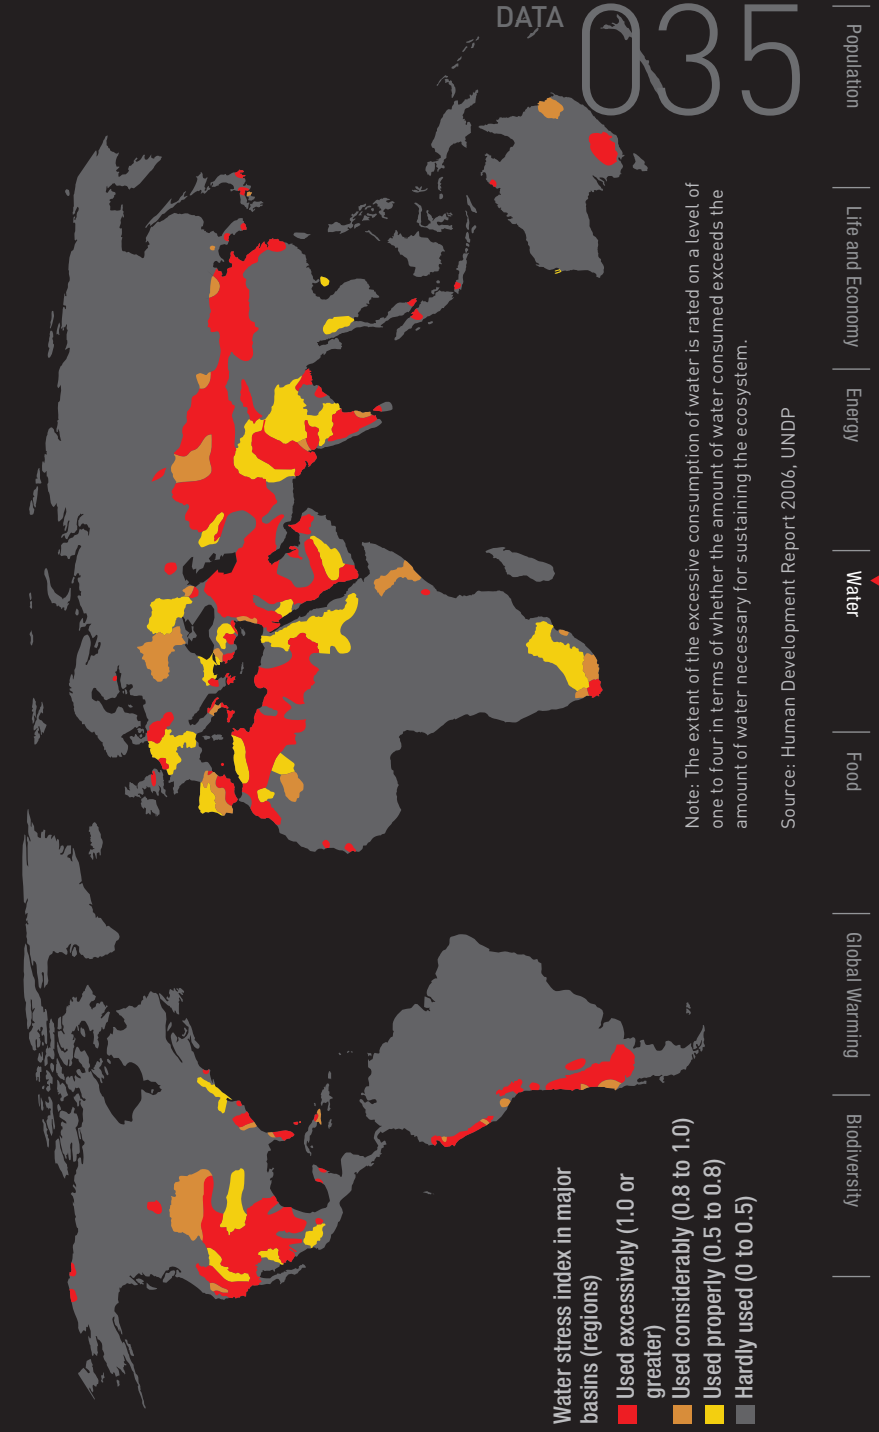 DATA
035
Population
Life and Economy
Energy
Water
Food
Global Warming
Biodiversity
Water stress index in major
basins (regions)
Used excessively (1.0 or
greater)
Used considerably (0.8 to 1.0)
Used properly (0.5 to 0.8)
Hardly used (0 to 0.5)
Note: The extent of the excessive consumption of water is rated on a level of
one to four in terms of whether the amount of water consumed exceeds the
amount of water necessary for sustaining the ecosystem.
Source: Human Development Report 2006, UNDP